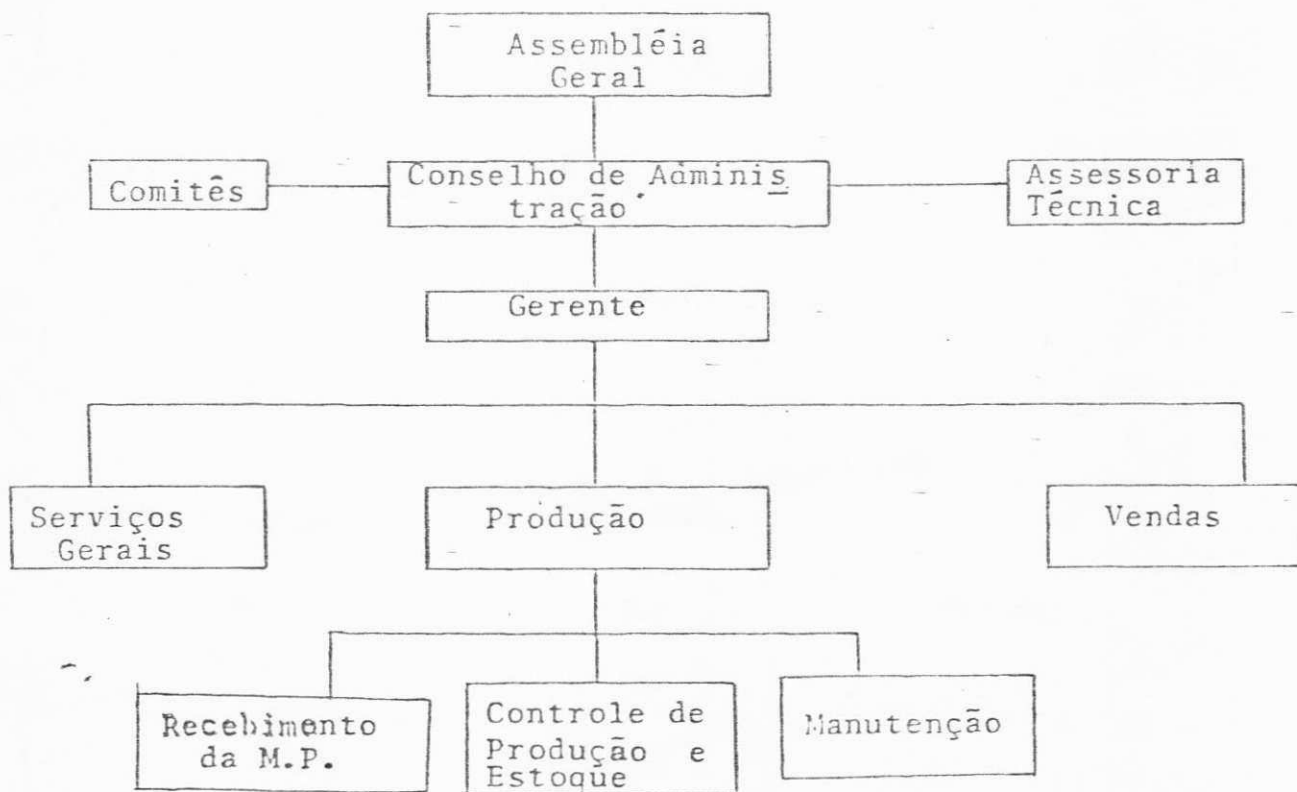 Assembléia
Geral
Comitês
Conselho de Adminis
tração
Assessoria
Técnica
Gerente
Serviços
Gerais
Produção
Vendas
Recebimento
da M.P.
Controle de
Produção e
Estoque
Manutenção